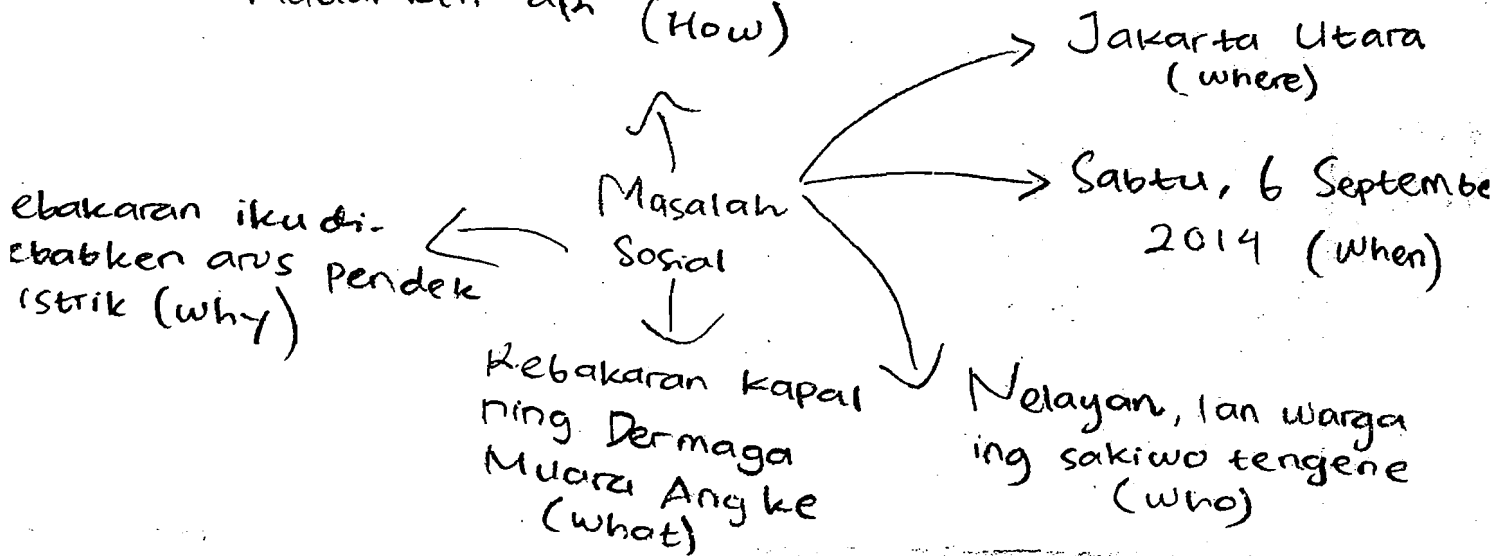 (How)
Jakarta Utara
(where)
Sabtu, 6 Septembe
2014 (when)
Masalah
Sosial
ebakaran iku di-
ebabken arus pendek
istrik (why)
Kebakaran kapal
ning Dermaga
Muara Angke
(what)
Nelayan, lan warga
ing sakiwo tengene
(who)